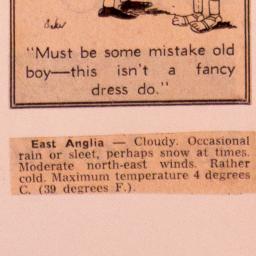 "Must be some mistake old
boy—this isn't a fancy
dress do."
East Anglia — Cloudy. Occasional
rain or sleet, perhaps snow at times.
Moderate north-east winds. Rather
cold. Maximum temperature 4 degrees
C. (39 degrees F.).